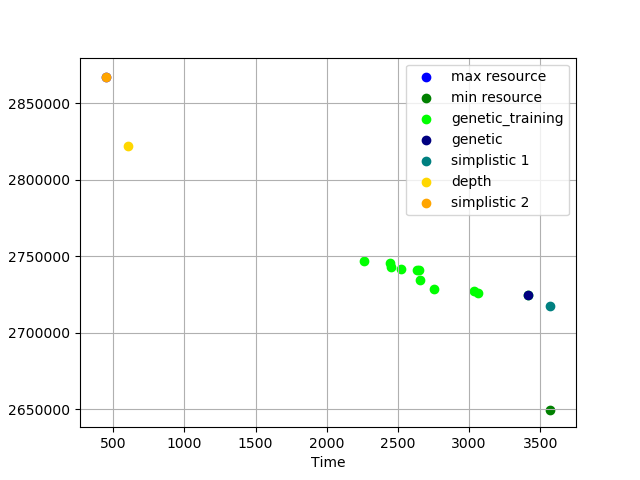 2850000
2800000
2750000
2700000
2650000
max resource
min resource
genetic_training
genetic
simplistic 1
depth
simplistic 2
500 1000 1500 2000 2500 3000 3500
Time